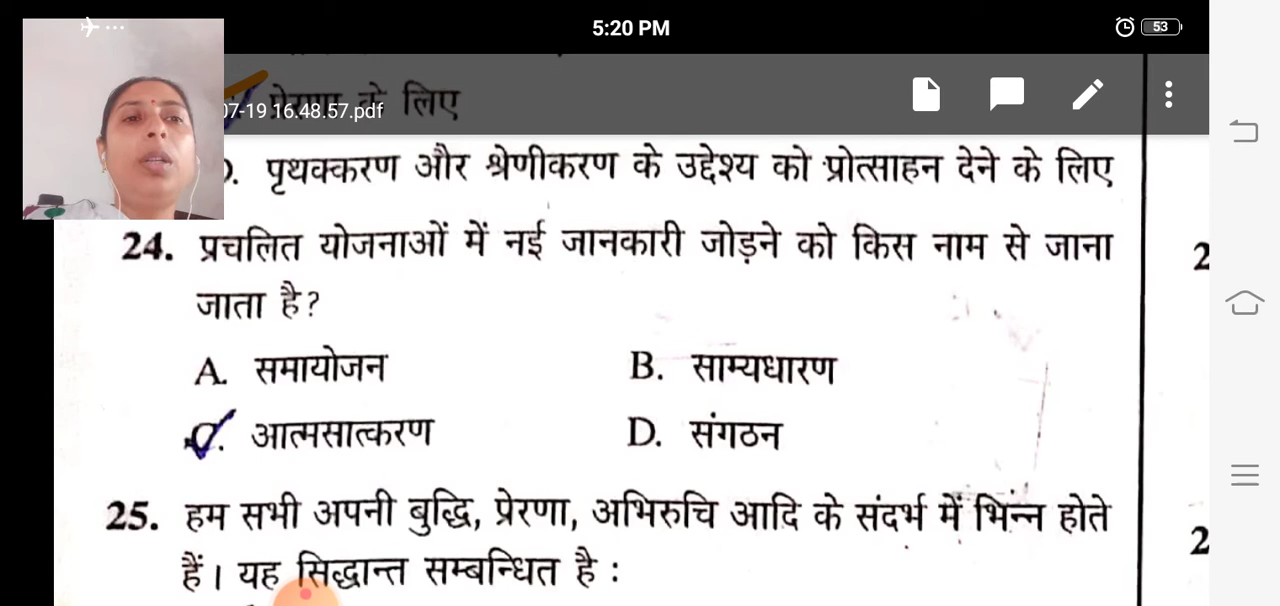 5:20 PM
53
प्रेरणा के लिए
07-19 16.48.57.pdf
D. पृथक्करण और श्रेणीकरण के उद्देश्य को प्रोत्साहन देने के लिए
24. प्रचलित योजनाओं में नई जानकारी जोड़ने को किस नाम से जाना
जाता है?
A. समायोजन B. साम्यधारण
C. आत्मसात्करण D. संगठन
25. हम सभी अपनी बुद्धि, प्रेरणा, अभिरुचि आदि के संदर्भ में भिन्न होते
हैं। यह सिद्धान्त सम्बन्धित है :
2
2